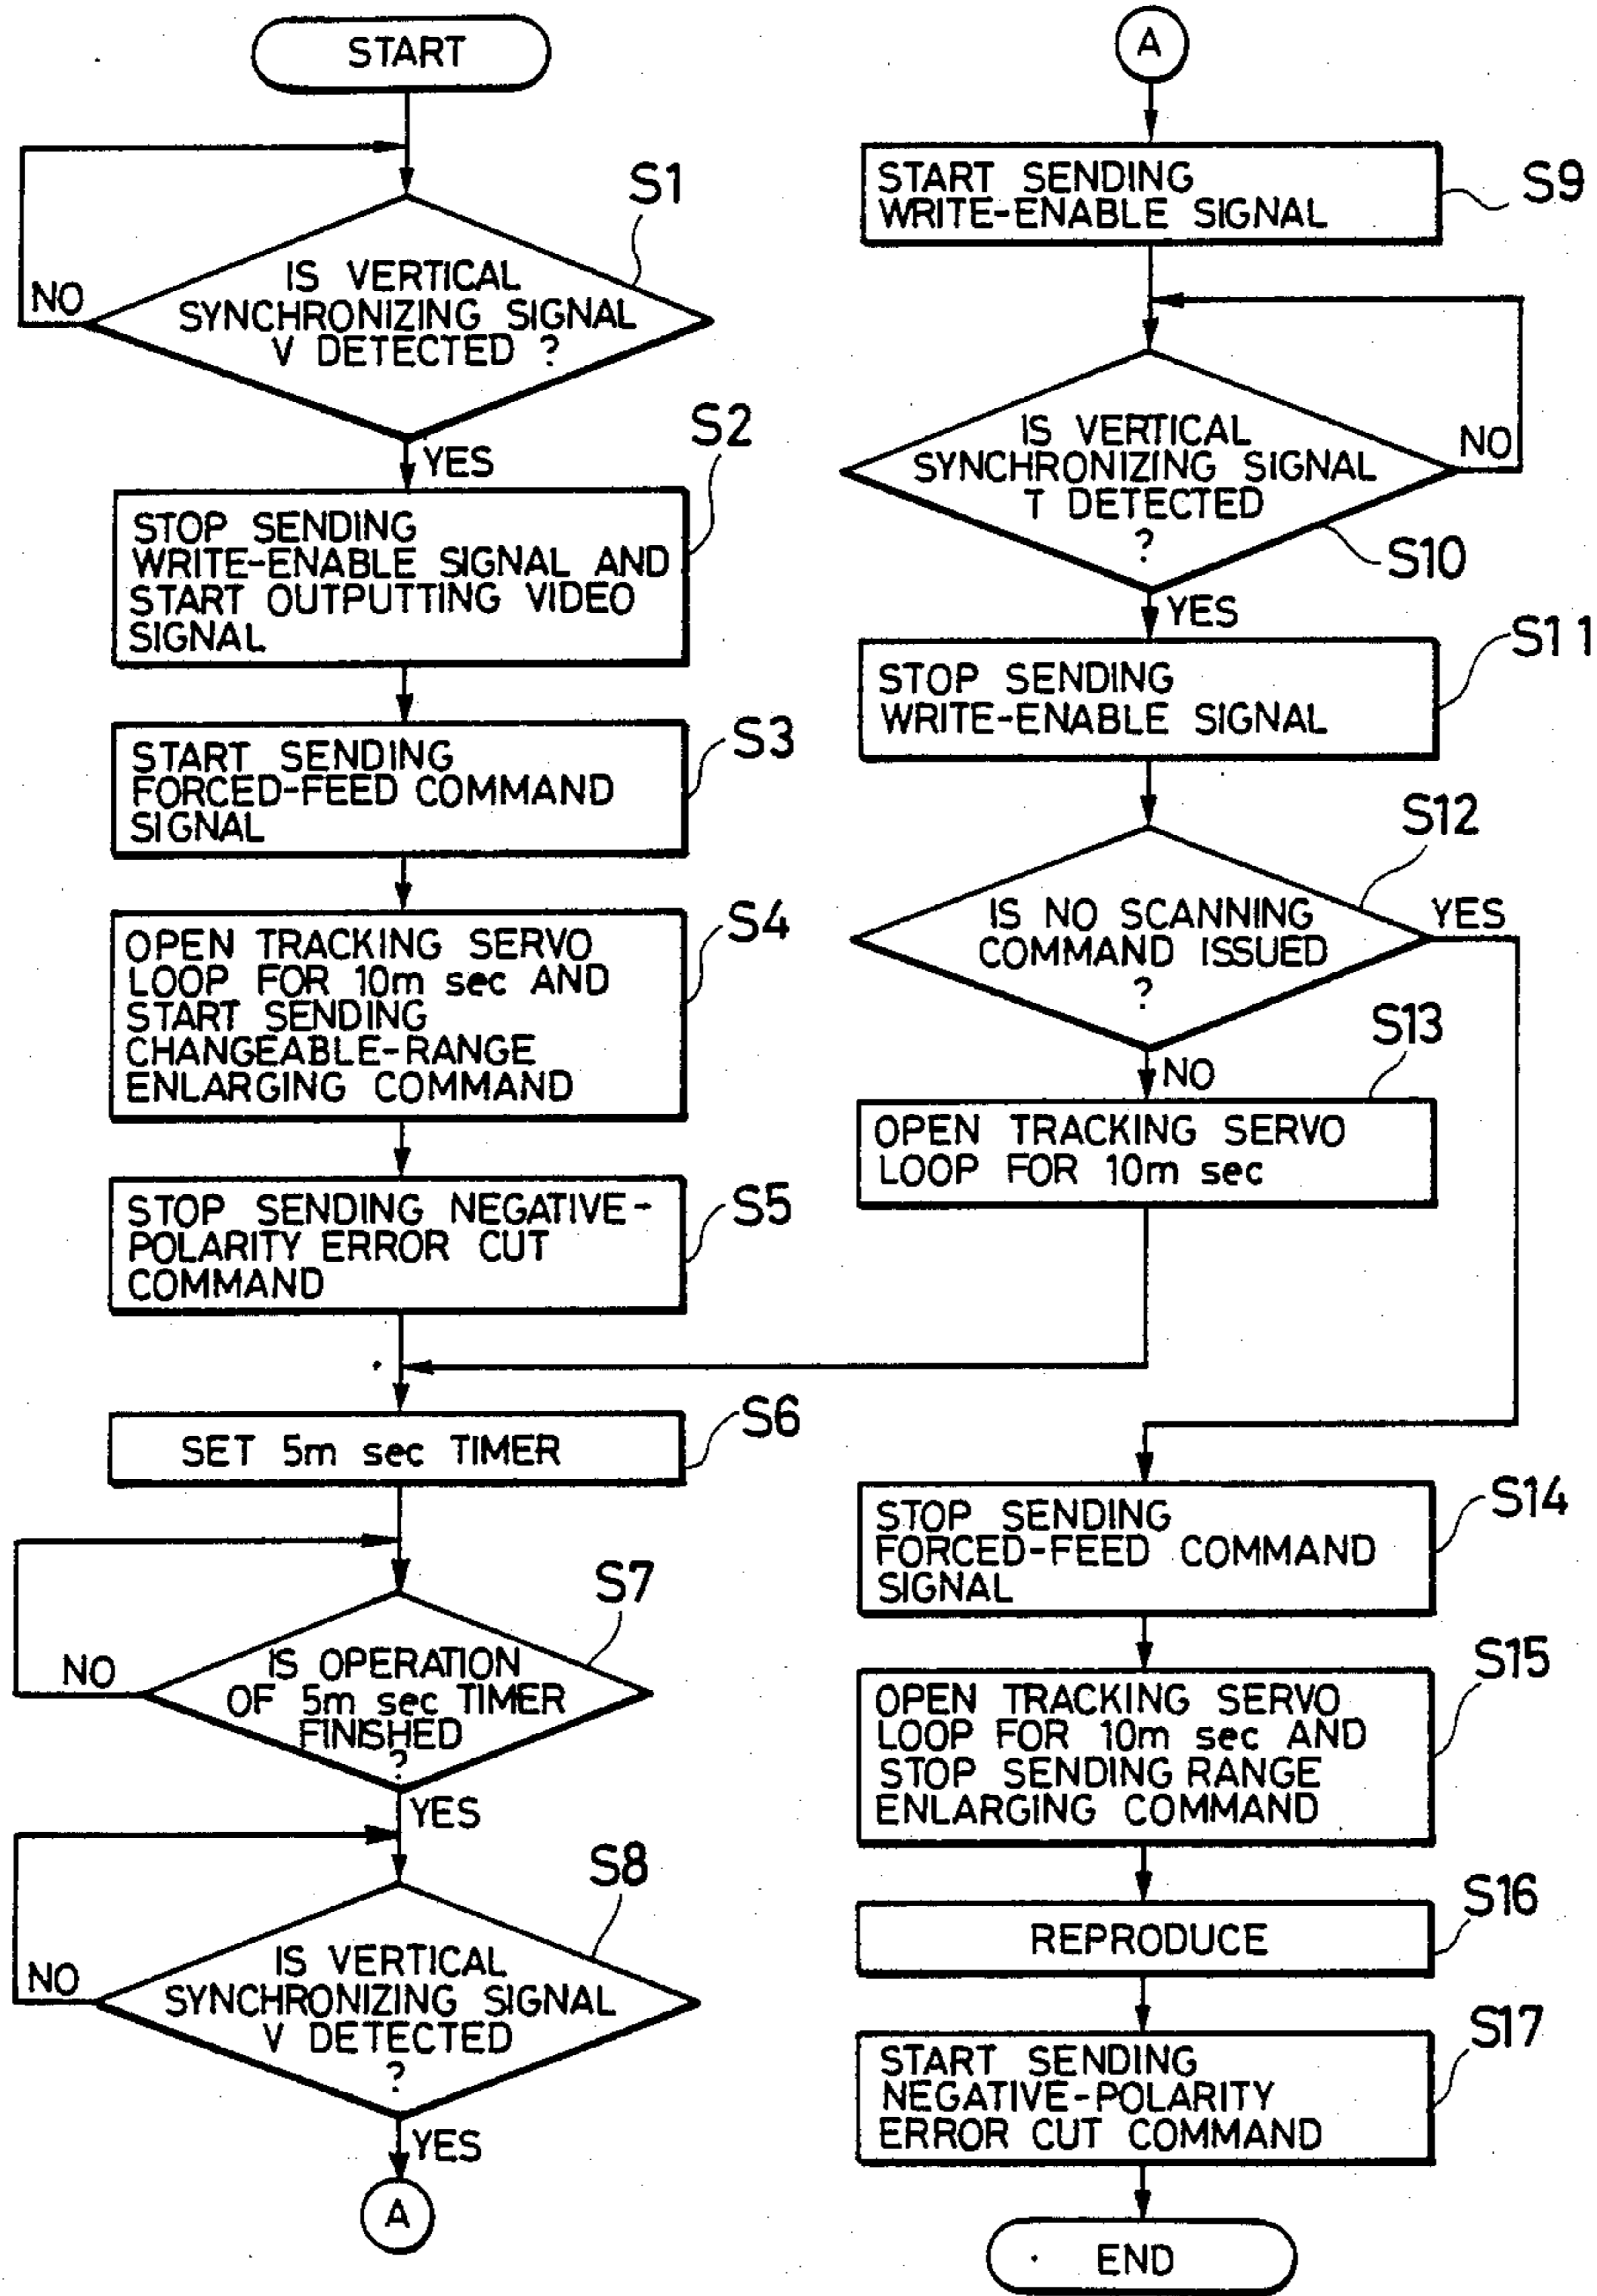 START
S1
IS VERTICAL
SYNCHRONIZING SIGNAL
V DETECTED ?
NO
YES
S2
STOP SENDING
WRITE-ENABLE SIGNAL AND
START OUTPUTTING VIDEO
SIGNAL
S3
START SENDING
FORCED-FEED COMMAND
SIGNAL
S4
OPEN TRACKING SERVO
LOOP FOR 10m sec AND
START SENDING
CHANGEABLE-RANGE
ENLARGING COMMAND
S5
STOP SENDING NEGATIVE-
POLARITY ERROR CUT
COMMAND
S6
SET 5m sec TIMER
S7
IS OPERATION
OF 5m sec TIMER
FINISHED
?
NO
YES
S8
IS VERTICAL
SYNCHRONIZING SIGNAL
V DETECTED
?
NO
YES
A
A
START SENDING
WRITE-ENABLE SIGNAL
S9
IS VERTICAL
SYNCHRONIZING SIGNAL
T DETECTED
?
NO
S10
YES
S11
STOP SENDING
WRITE-ENABLE SIGNAL
S12
IS NO SCANNING
COMMAND ISSUED
?
YES
NO
S13
OPEN TRACKING SERVO
LOOP FOR 10m sec
S14
STOP SENDING
FORCED-FEED COMMAND
SIGNAL
S15
OPEN TRACKING SERVO
LOOP FOR 10m sec AND
STOP SENDING RANGE
ENLARGING COMMAND
S16
REPRODUCE
S17
START SENDING
NEGATIVE-POLARITY
ERROR CUT COMMAND
END